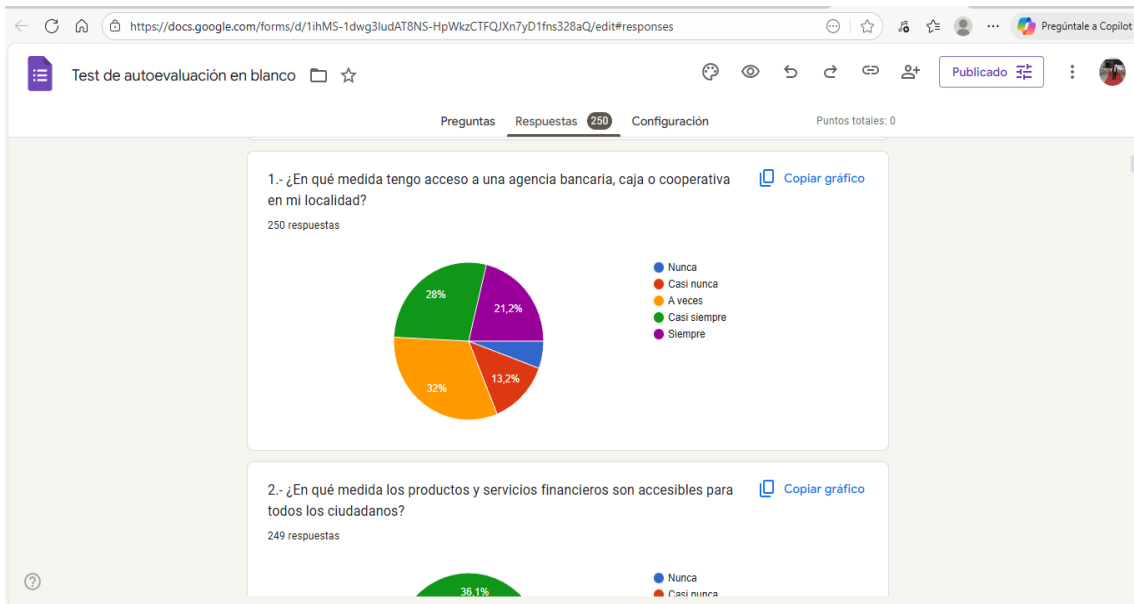 https://docs.google.com/forms/d/1ihMS-1dwg3IudAT8NS-HpWkzCTFQJXn7yD1fns328aQ/edit#responses
Pregúntale a Copilot
Test de autoevaluación en blanco
Publicado
Preguntas
Respuestas
250
Configuración
Puntos totales: 0
1.- ¿En qué medida tengo acceso a una agencia bancaria, caja o cooperativa
en mi localidad?
Copiar gráfico
250 respuestas
28%
21,2%
32%
13,2%
Nunca
Casi nunca
A veces
Casi siempre
Siempre
2.- ¿En qué medida los productos y servicios financieros son accesibles para
todos los ciudadanos?
Copiar gráfico
249 respuestas
36,1%
Nunca
Casi nunca